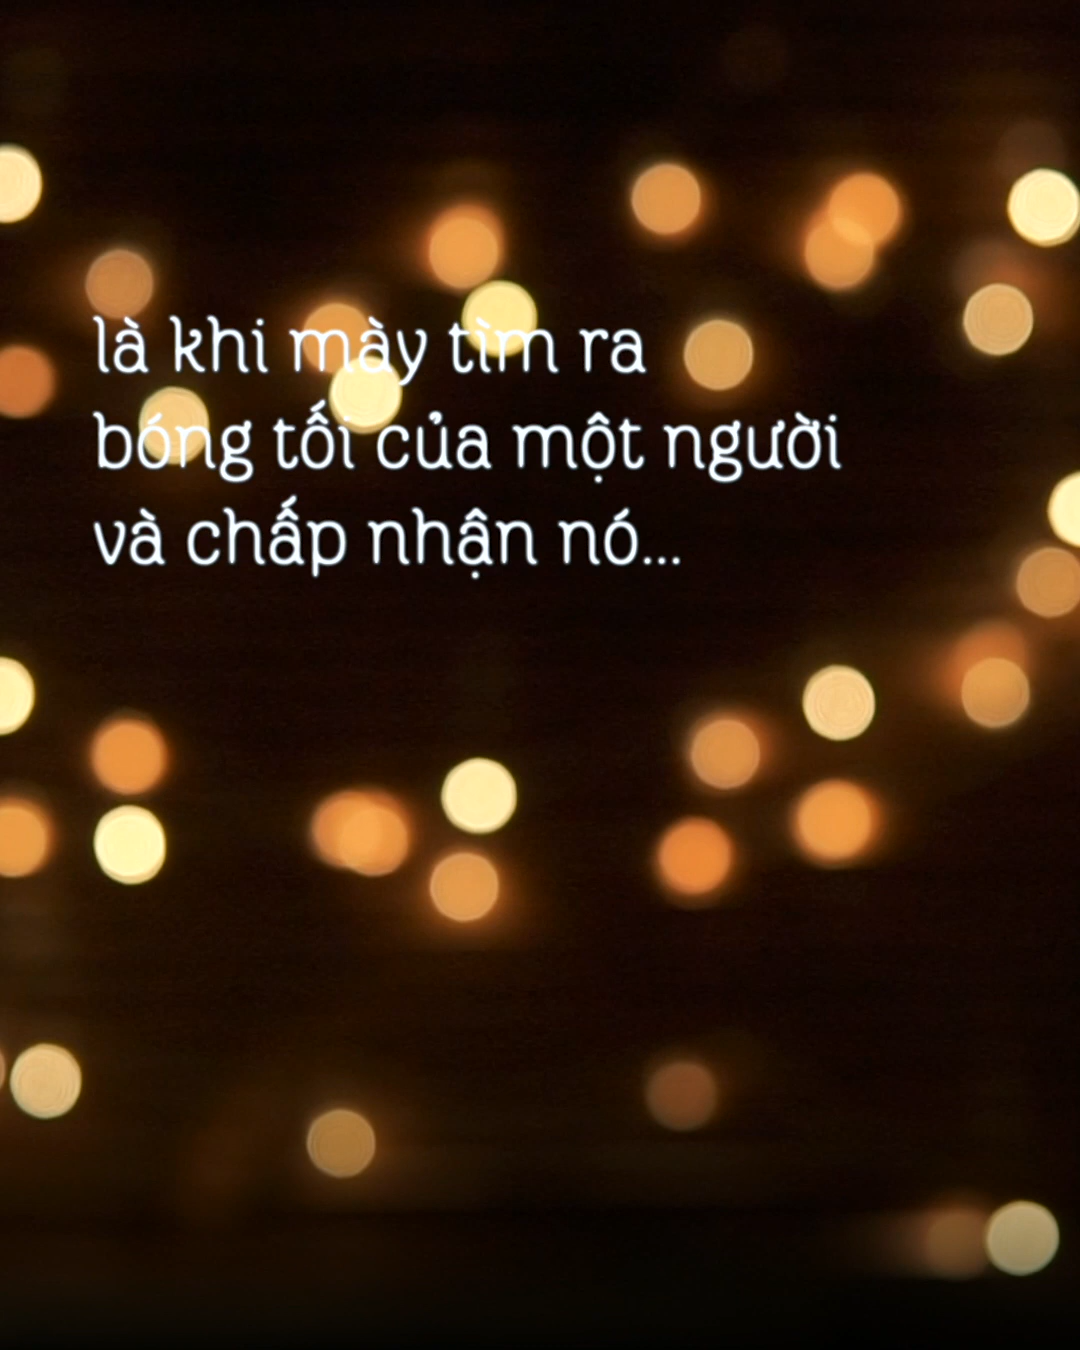 là khi mày tìm ra
bóng tối của một người
và chấp nhận nó...